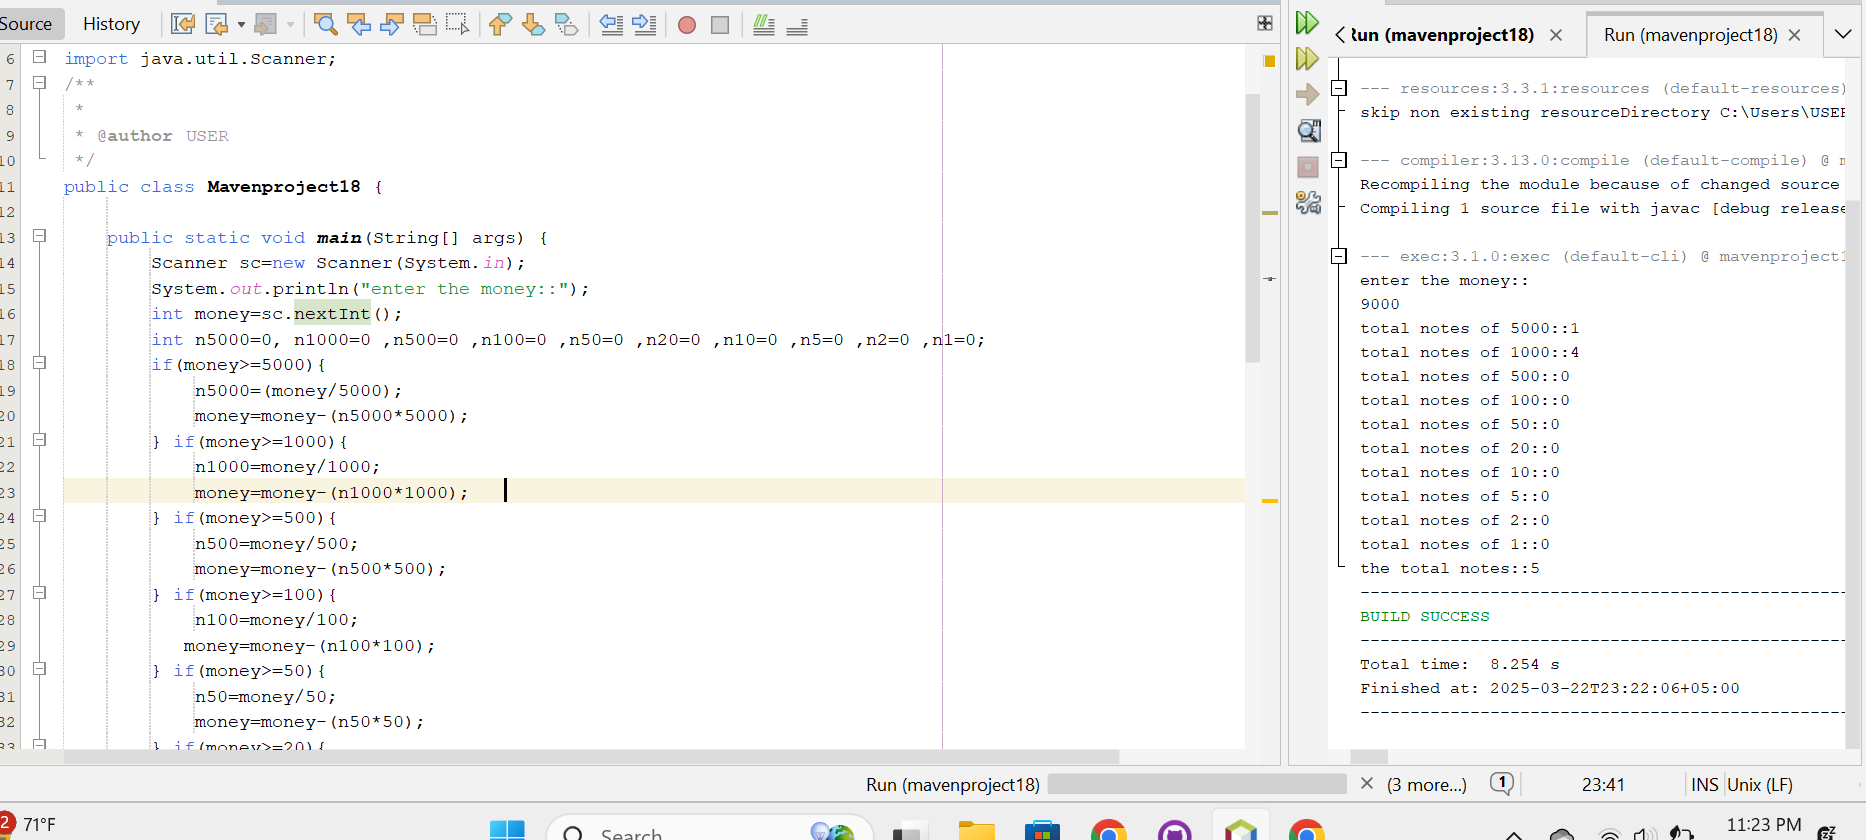 Source History
6 import java.util.Scanner;
7 /**
8 *
9 * @author USER
10 */
11 public class Mavenproject18 {
12
13 public static void main(String[] args) {
14 Scanner sc=new Scanner(System.in);
15 System.out.println("enter the money::");
16 int money=sc.nextInt();
17 int n5000=0, n1000=0 ,n500=0 ,n100=0 ,n50=0 ,n20=0 ,n10=0 ,n5=0 ,n2=0 ,n1=0;
18 if(money>=5000){
19 n5000=(money/5000);
20 money=money-(n5000*5000);
21 } if(money>=1000){
22 n1000=money/1000;
23 money=money-(n1000*1000);
24 } if(money>=500){
25 n500=money/500;
26 money=money-(n500*500);
27 } if(money>=100){
28 n100=money/100;
29 money=money-(n100*100);
30 } if(money>=50){
31 n50=money/50;
32 money=money-(n50*50);
33 } if(money>=20){
Run (mavenproject18) Run (mavenproject18)
--- resources:3.3.1:resources (default-resources)
skip non existing resourceDirectory C:\Users\USER
--- compiler:3.13.0:compile (default-compile) @ m
Recompiling the module because of changed source
Compiling 1 source file with javac [debug release
--- exec:3.1.0:exec (default-cli) @ mavenproject1
enter the money::
9000
total notes of 5000::1
total notes of 1000::4
total notes of 500::0
total notes of 100::0
total notes of 50::0
total notes of 20::0
total notes of 10::0
total notes of 5::0
total notes of 2::0
total notes of 1::0
the total notes::5
------------------------------------------------
BUILD SUCCESS
------------------------------------------------
Total time: 8.254 s
Finished at: 2025-03-22T23:22:06+05:00
------------------------------------------------
Run (mavenproject18) (3 more...) 1 23:41 INS Unix (LF)
2 71°F Search 11:23 PM